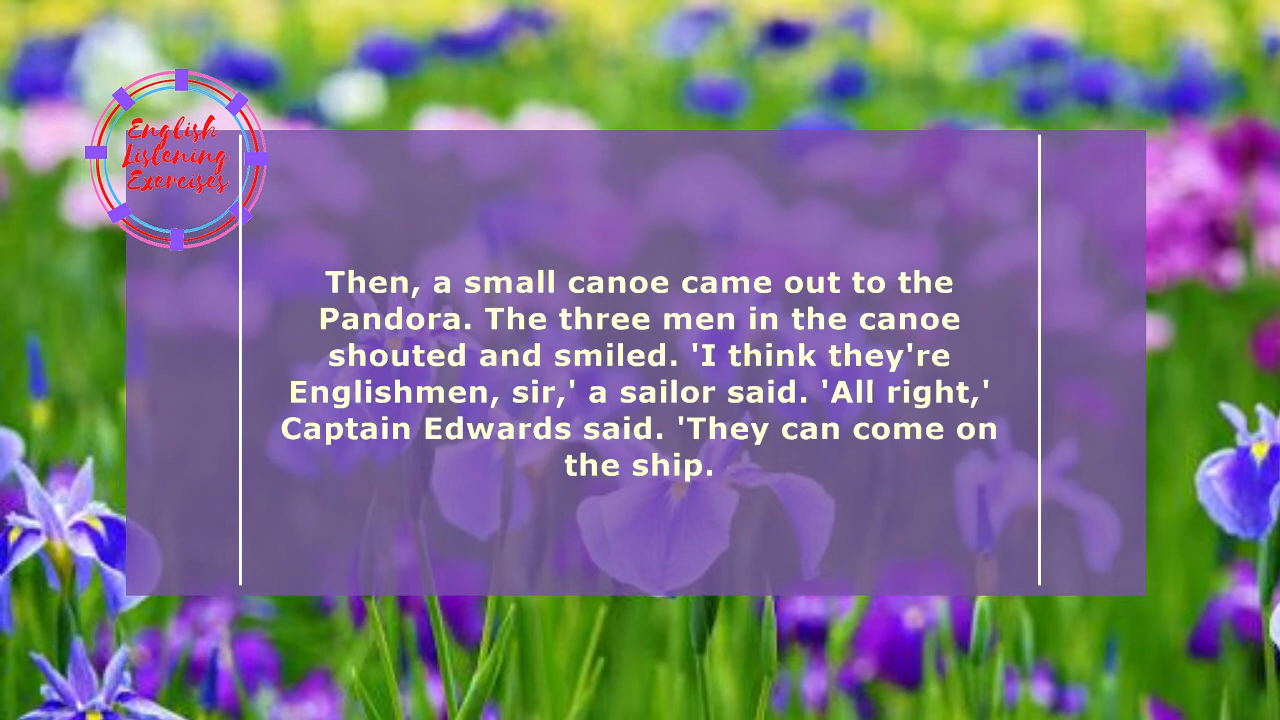 English
Listening
Exercises
Then, a small canoe came out to the
Pandora. The three men in the canoe
shouted and smiled. 'I think they're
Englishmen, sir,' a sailor said. 'All right,'
Captain Edwards said. 'They can come on
the ship.